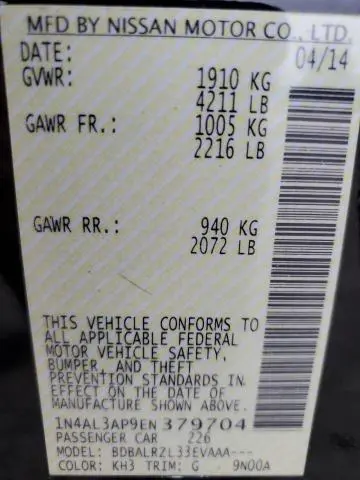 MFD BY NISSAN MOTOR CO., LTD.
DATE: 04/14
GVWR: 1910 KG
4211 LB
GAWR FR.: 1005 KG
2216 LB
GAWR RR.: 940 KG
2072 LB
THIS VEHICLE CONFORMS TO
ALL APPLICABLE FEDERAL
MOTOR VEHICLE SAFETY,
BUMPER, AND THEFT
PREVENTION STANDARDS IN
EFFECT ON THE DATE OF
MANUFACTURE SHOWN ABOVE.
1N4AL3AP9EN 379704
PASSENGER CAR 226
MODEL: BDBALRZL33EVAAA---
COLOR: KH3 TRIM: G 9N00A